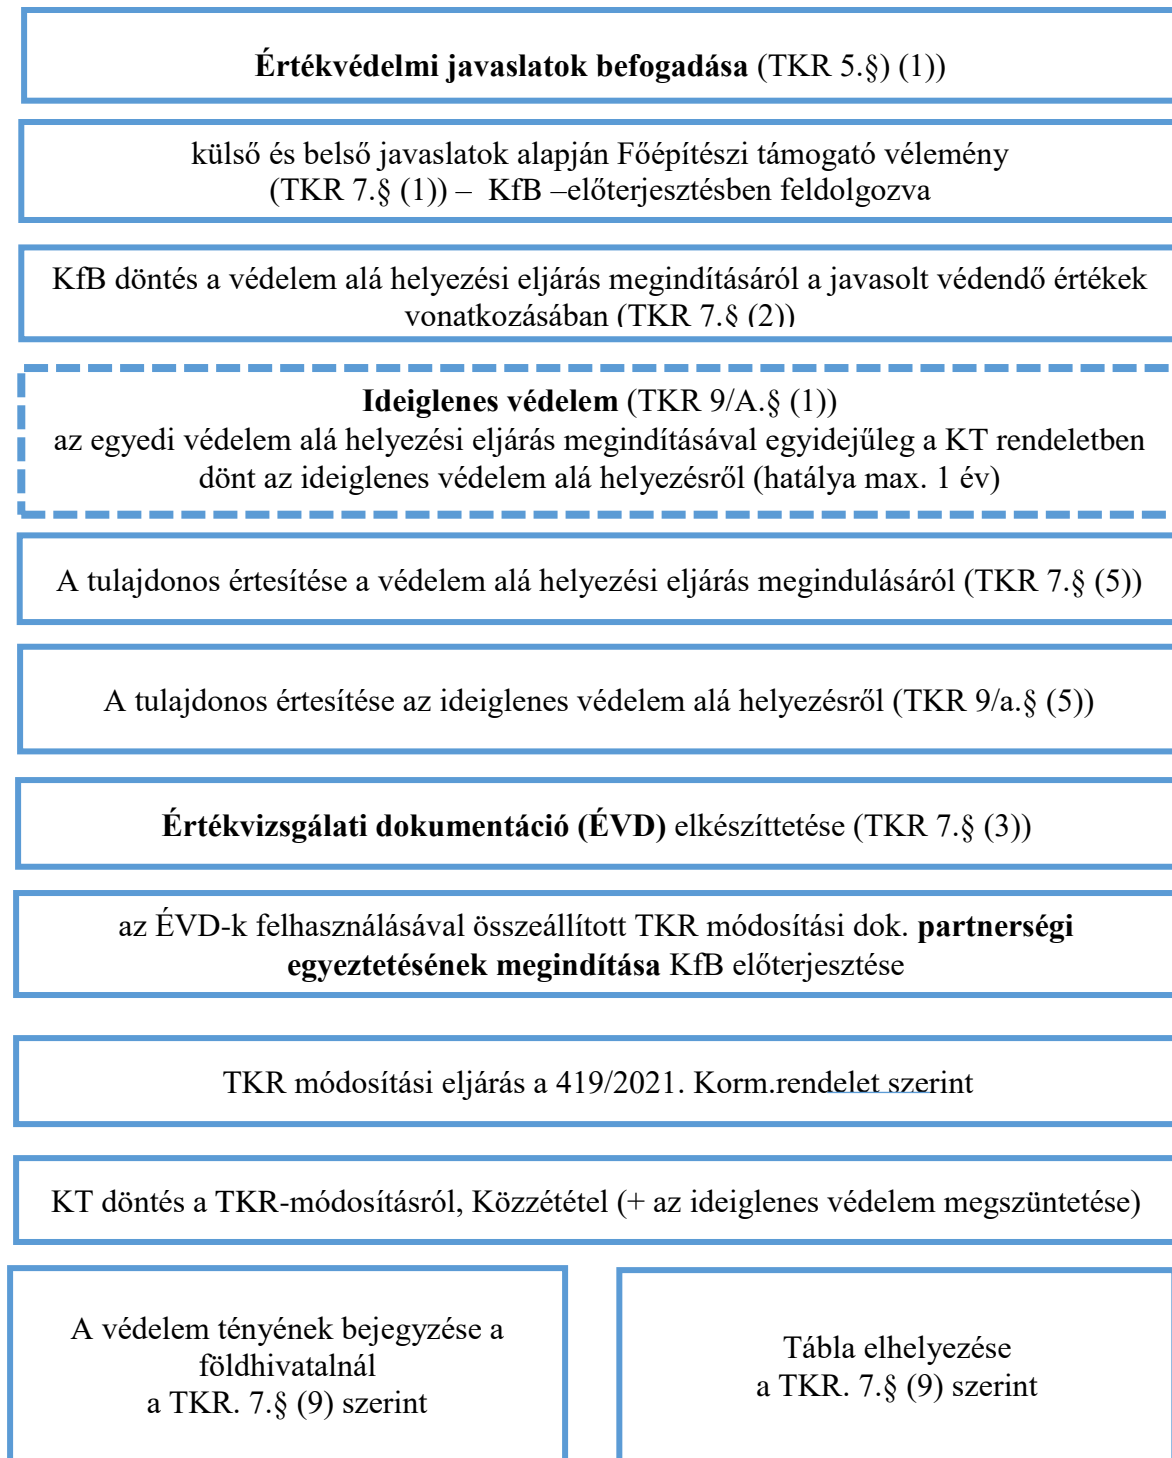 Értékvédelmi javaslatok befogadása (TKR 5.§) (1))
külső és belső javaslatok alapján Főépítészi támogató vélemény
(TKR 7.§ (1)) – KfB –előterjesztésben feldolgozva
KfB döntés a védelem alá helyezési eljárás megindításáról a javasolt védendő értékek
vonatkozásában (TKR 7.§ (2))
Ideiglenes védelem (TKR 9/A.§ (1))
az egyedi védelem alá helyezési eljárás megindításával egyidejűleg a KT rendeletben
dönt az ideiglenes védelem alá helyezésről (hatálya max. 1 év)
A tulajdonos értesítése a védelem alá helyezési eljárás megindulásáról (TKR 7.§ (5))
A tulajdonos értesítése az ideiglenes védelem alá helyezésről (TKR 9/a.§ (5))
Értékvizsgálati dokumentáció (ÉVD) elkészíttetése (TKR 7.§ (3))
az ÉVD-k felhasználásával összeállított TKR módosítási dok. partnerségi
egyeztetésének megindítása KfB előterjesztése
TKR módosítási eljárás a 419/2021. Korm.rendelet szerint
KT döntés a TKR-módosításról, Közzététel (+ az ideiglenes védelem megszüntetése)
A védelem tényének bejegyzése a
földhivatalnál
a TKR. 7.§ (9) szerint
Tábla elhelyezése
a TKR. 7.§ (9) szerint